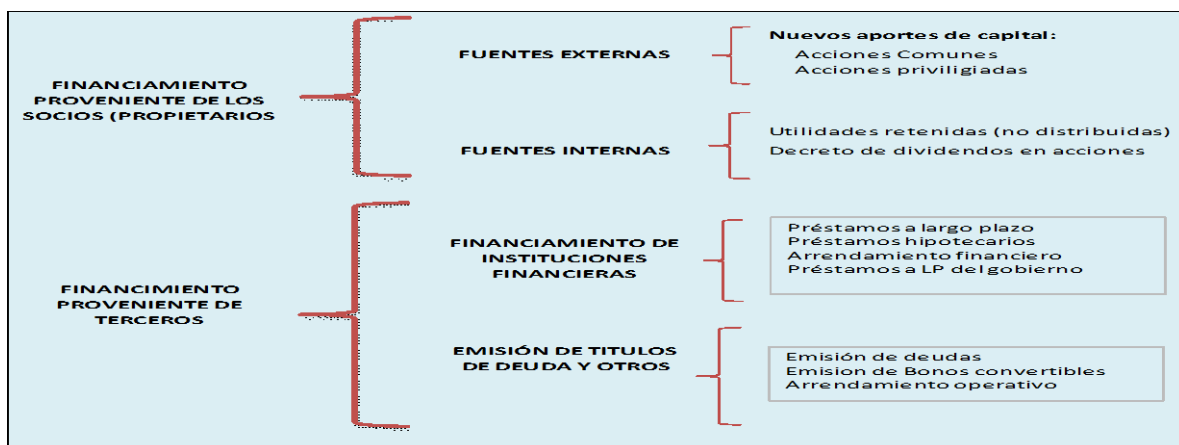 FINANCIAMIENTO
PROVENIENTE DE LOS
SOCIOS (PROPIETARIOS
FUENTES EXTERNAS
Nuevos aportes de capital:
Acciones Comunes
Acciones priviligiadas
FUENTES INTERNAS
Utilidades retenidas (no distribuidas)
Decreto de dividendos en acciones
FINANCIMIENTO
PROVENIENTE DE
TERCEROS
FINANCIAMIENTO DE
INSTITUCIONES
FINANCIERAS
Préstamos a largo plazo
Préstamos hipotecarios
Arrendamiento financiero
Préstamos a LP del gobierno
EMISIÓN DE TITULOS
DE DEUDA Y OTROS
Emisión de deudas
Emision de Bonos convertibles
Arrendamiento operativo